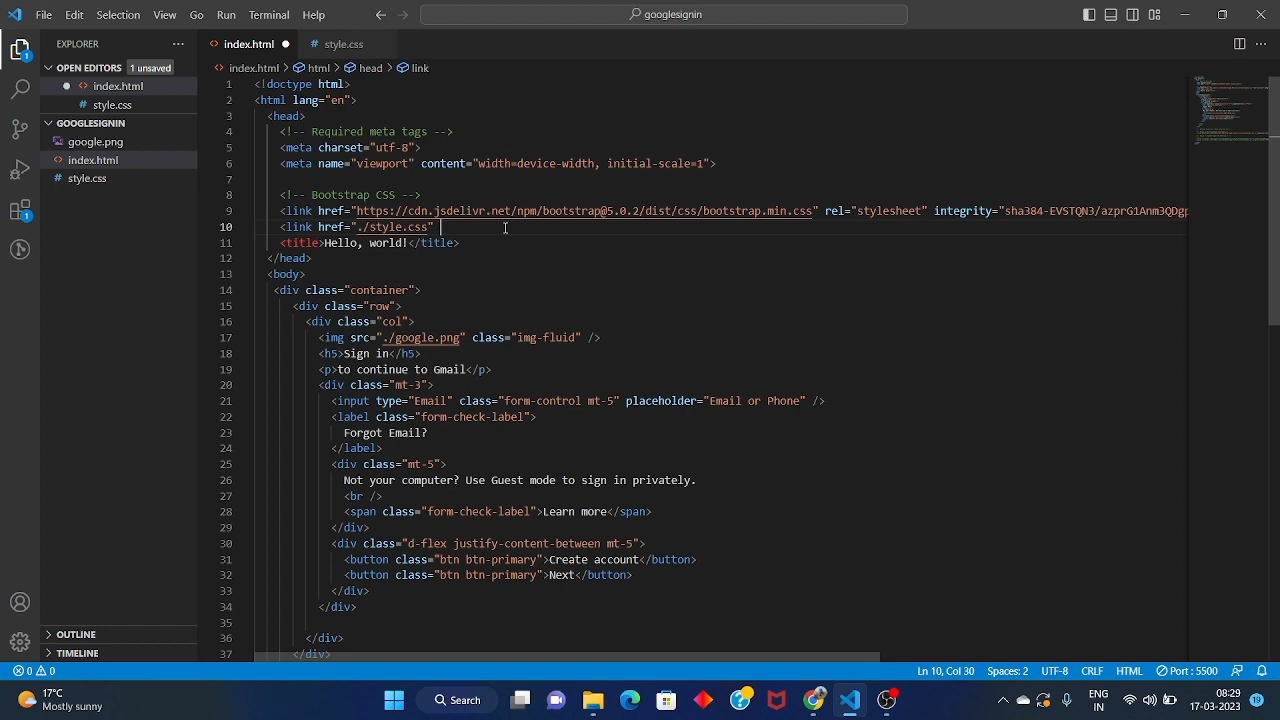 File Edit Selection View Go Run Terminal Help
googlesignin
EXPLORER
index.html
style.css
OPEN EDITORS 1 unsaved
index.html > html > head > link
index.html
style.css
GOOGLESIGNIN
google.png
index.html
style.css
1 <!doctype html>
2 <html lang="en">
3 <head>
4 <!-- Required meta tags -->
5 <meta charset="utf-8">
6 <meta name="viewport" content="width=device-width, initial-scale=1">
7
8 <!-- Bootstrap CSS -->
9 <link href="https://cdn.jsdelivr.net/npm/bootstrap@5.0.2/dist/css/bootstrap.min.css" rel="stylesheet" integrity="sha384-EVSTQN3/azprG1Anm3QDgp
10 <link href="./style.css"
11 <title>Hello, world!</title>
12 </head>
13 <body>
14 <div class="container">
15 <div class="row">
16 <div class="col">
17 <img src="./google.png" class="img-fluid" />
18 <h5>Sign in</h5>
19 <p>to continue to Gmail</p>
20 <div class="mt-3">
21 <input type="Email" class="form-control mt-5" placeholder="Email or Phone" />
22 <label class="form-check-label">
23 Forgot Email?
24 </label>
25 <div class="mt-5">
26 Not your computer? Use Guest mode to sign in privately.
27 <br />
28 <span class="form-check-label">Learn more</span>
29 </div>
30 <div class="d-flex justify-content-between mt-5">
31 <button class="btn btn-primary">Create account</button>
32 <button class="btn btn-primary">Next</button>
33 </div>
34 </div>
35
36 </div>
37 </div>
OUTLINE
TIMELINE
0 0
Ln 10, Col 30 Spaces: 2 UTF-8 CRLF HTML Port : 5500
17°C
Mostly sunny
Search
ENG
IN
08:29
17-03-2023
19